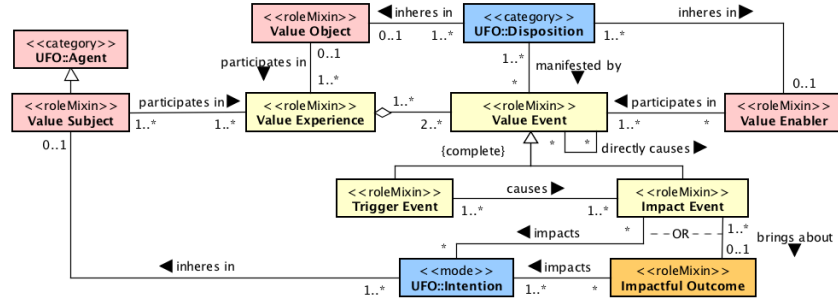 <<roleMixin>>
Value Object
◀ inheres in
0..1
1..*
<<category>>
UFO::Disposition
inheres in ▶
1..*
0..1
<<category>>
UFO::Agent
participates in
▼
0..1
1..*
1..*
*
manifested by
▼
<<roleMixin>>
Value Subject
participates in ▶
1..*
1..*
<<roleMixin>>
Value Experience
1..*
2..*
<<roleMixin>>
Value Event
◀ participates in
1..*
*
<<roleMixin>>
Value Enabler
0..1
{complete}
*
*
directly causes ▶
<<roleMixin>>
Trigger Event
causes ▶
1..*
1..*
<<roleMixin>>
Impact Event
◀ impacts
*
*
OR
1..*
0..1
brings about
▼
◀ inheres in
1..*
<<mode>>
UFO::Intention
◀ impacts
1..*
*
<<roleMixin>>
Impactful Outcome